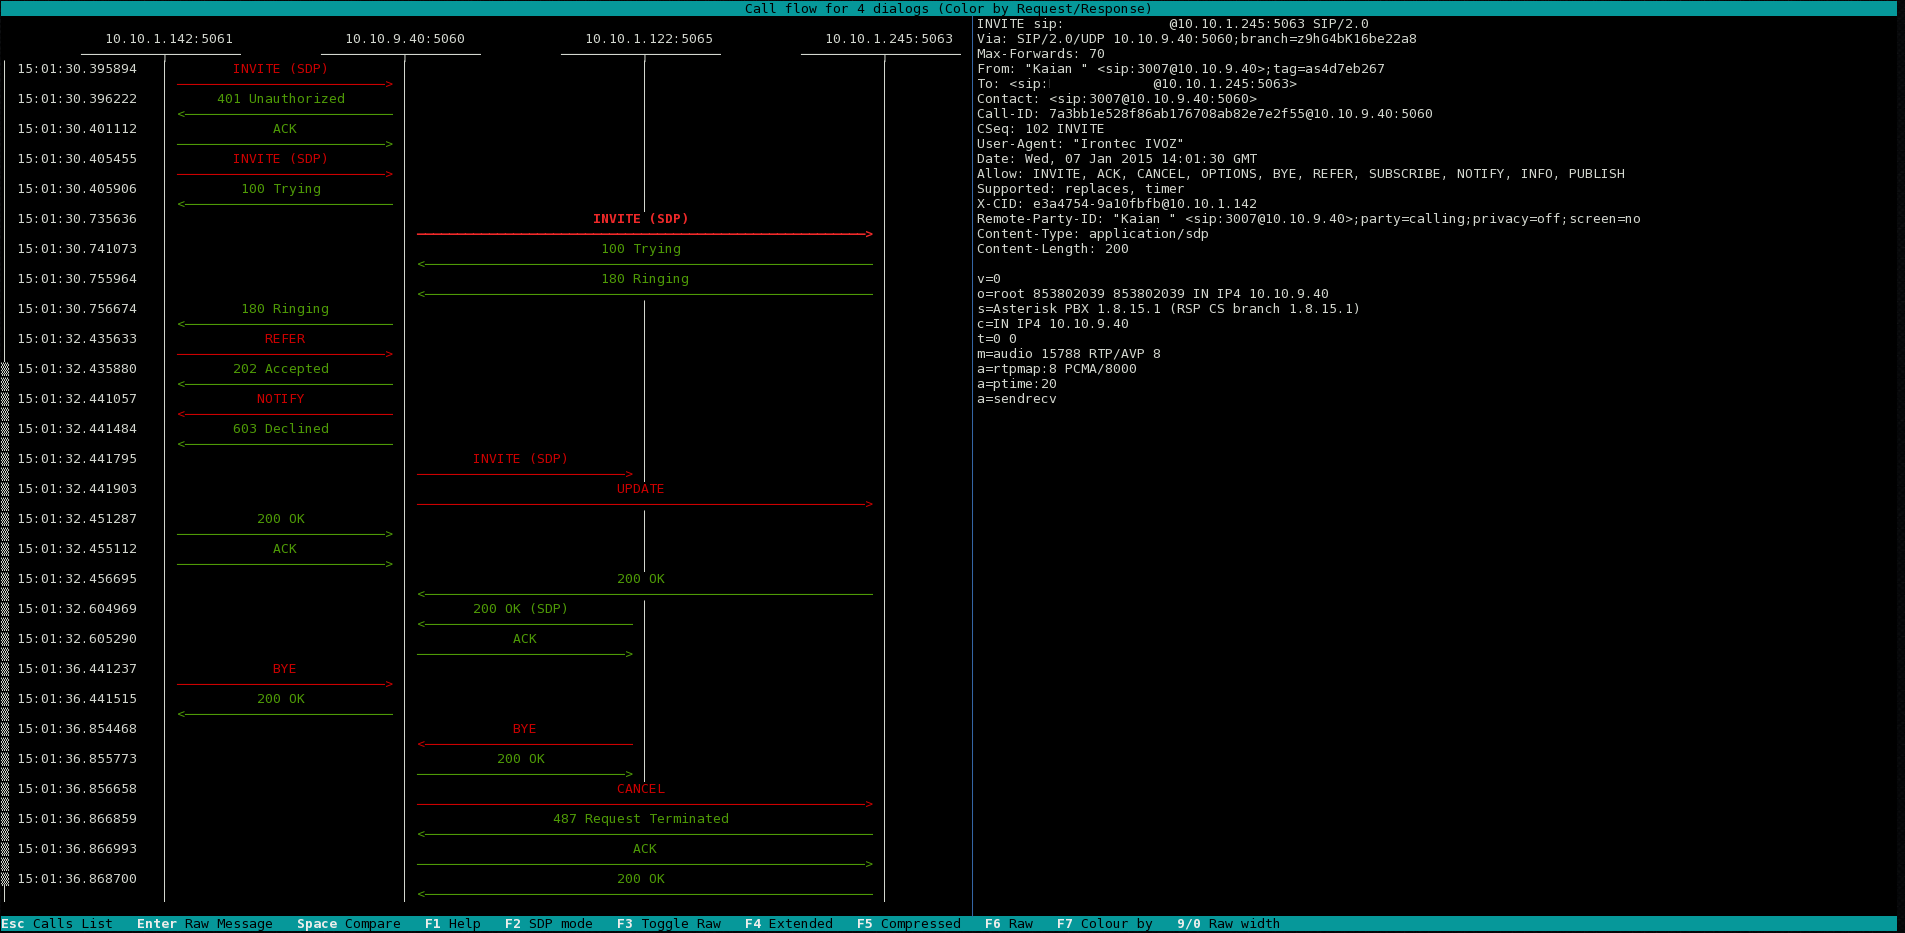 Call flow for 4 dialogs (Color by Request/Response)
10.10.1.142:5061 10.10.9.40:5060 10.10.1.122:5065 10.10.1.245:5063
15:01:30.395894 INVITE (SDP)
15:01:30.396222 401 Unauthorized
15:01:30.401112 ACK
15:01:30.405455 INVITE (SDP)
15:01:30.405906 100 Trying
15:01:30.735636 INVITE (SDP)
15:01:30.741073 100 Trying
15:01:30.755964 180 Ringing
15:01:30.756674 180 Ringing
15:01:32.435633 REFER
15:01:32.435880 202 Accepted
15:01:32.441057 NOTIFY
15:01:32.441484 603 Declined
15:01:32.441795 INVITE (SDP)
15:01:32.441903 UPDATE
15:01:32.451287 200 OK
15:01:32.455112 ACK
15:01:32.456695 200 OK
15:01:32.604969 200 OK (SDP)
15:01:32.605290 ACK
15:01:36.441237 BYE
15:01:36.441515 200 OK
15:01:36.854468 BYE
15:01:36.855773 200 OK
15:01:36.856658 CANCEL
15:01:36.866859 487 Request Terminated
15:01:36.866993 ACK
15:01:36.868700 200 OK
INVITE sip: @10.10.1.245:5063 SIP/2.0
Via: SIP/2.0/UDP 10.10.9.40:5060;branch=z9hG4bK16be22a8
Max-Forwards: 70
From: "Kaian " <sip:3007@10.10.9.40>;tag=as4d7eb267
To: <sip: @10.10.1.245:5063>
Contact: <sip:3007@10.10.9.40:5060>
Call-ID: 7a3bb1e528f86ab176708ab82e7e2f55@10.10.9.40:5060
CSeq: 102 INVITE
User-Agent: "Irontec IVOZ"
Date: Wed, 07 Jan 2015 14:01:30 GMT
Allow: INVITE, ACK, CANCEL, OPTIONS, BYE, REFER, SUBSCRIBE, NOTIFY, INFO, PUBLISH
Supported: replaces, timer
X-CID: e3a4754-9a10fbfb@10.10.1.142
Remote-Party-ID: "Kaian " <sip:3007@10.10.9.40>;party=calling;privacy=off;screen=no
Content-Type: application/sdp
Content-Length: 200
v=0
o=root 853802039 853802039 IN IP4 10.10.9.40
s=Asterisk PBX 1.8.15.1 (RSP CS branch 1.8.15.1)
c=IN IP4 10.10.9.40
t=0 0
m=audio 15788 RTP/AVP 8
a=rtpmap:8 PCMA/8000
a=ptime:20
a=sendrecv
Esc Calls List Enter Raw Message Space Compare F1 Help F2 SDP mode F3 Toggle Raw F4 Extended F5 Compressed F6 Raw F7 Colour by 9/0 Raw width